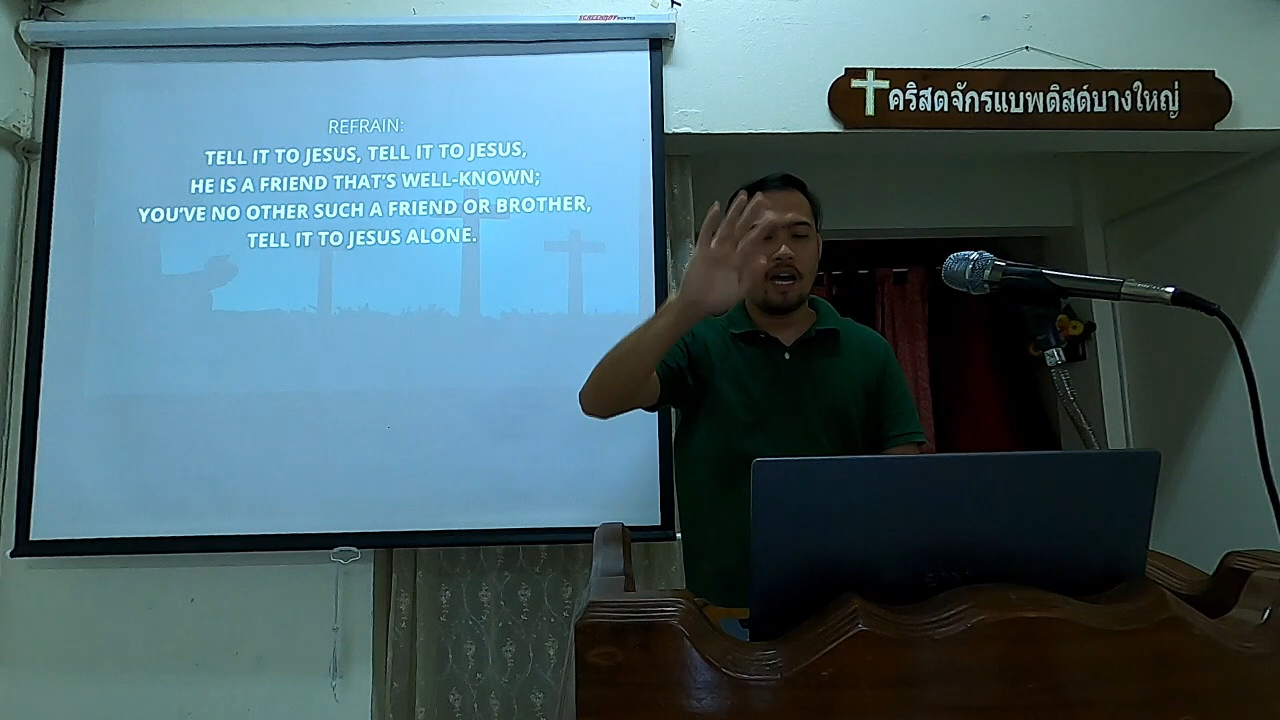 REFRAIN:
TELL IT TO JESUS, TELL IT TO JESUS,
HE IS A FRIEND THAT'S WELL-KNOWN;
YOU'VE NO OTHER SUCH A FRIEND OR BROTHER,
TELL IT TO JESUS ALONE.
คริสตจักรแบพติสต์บางใหญ่